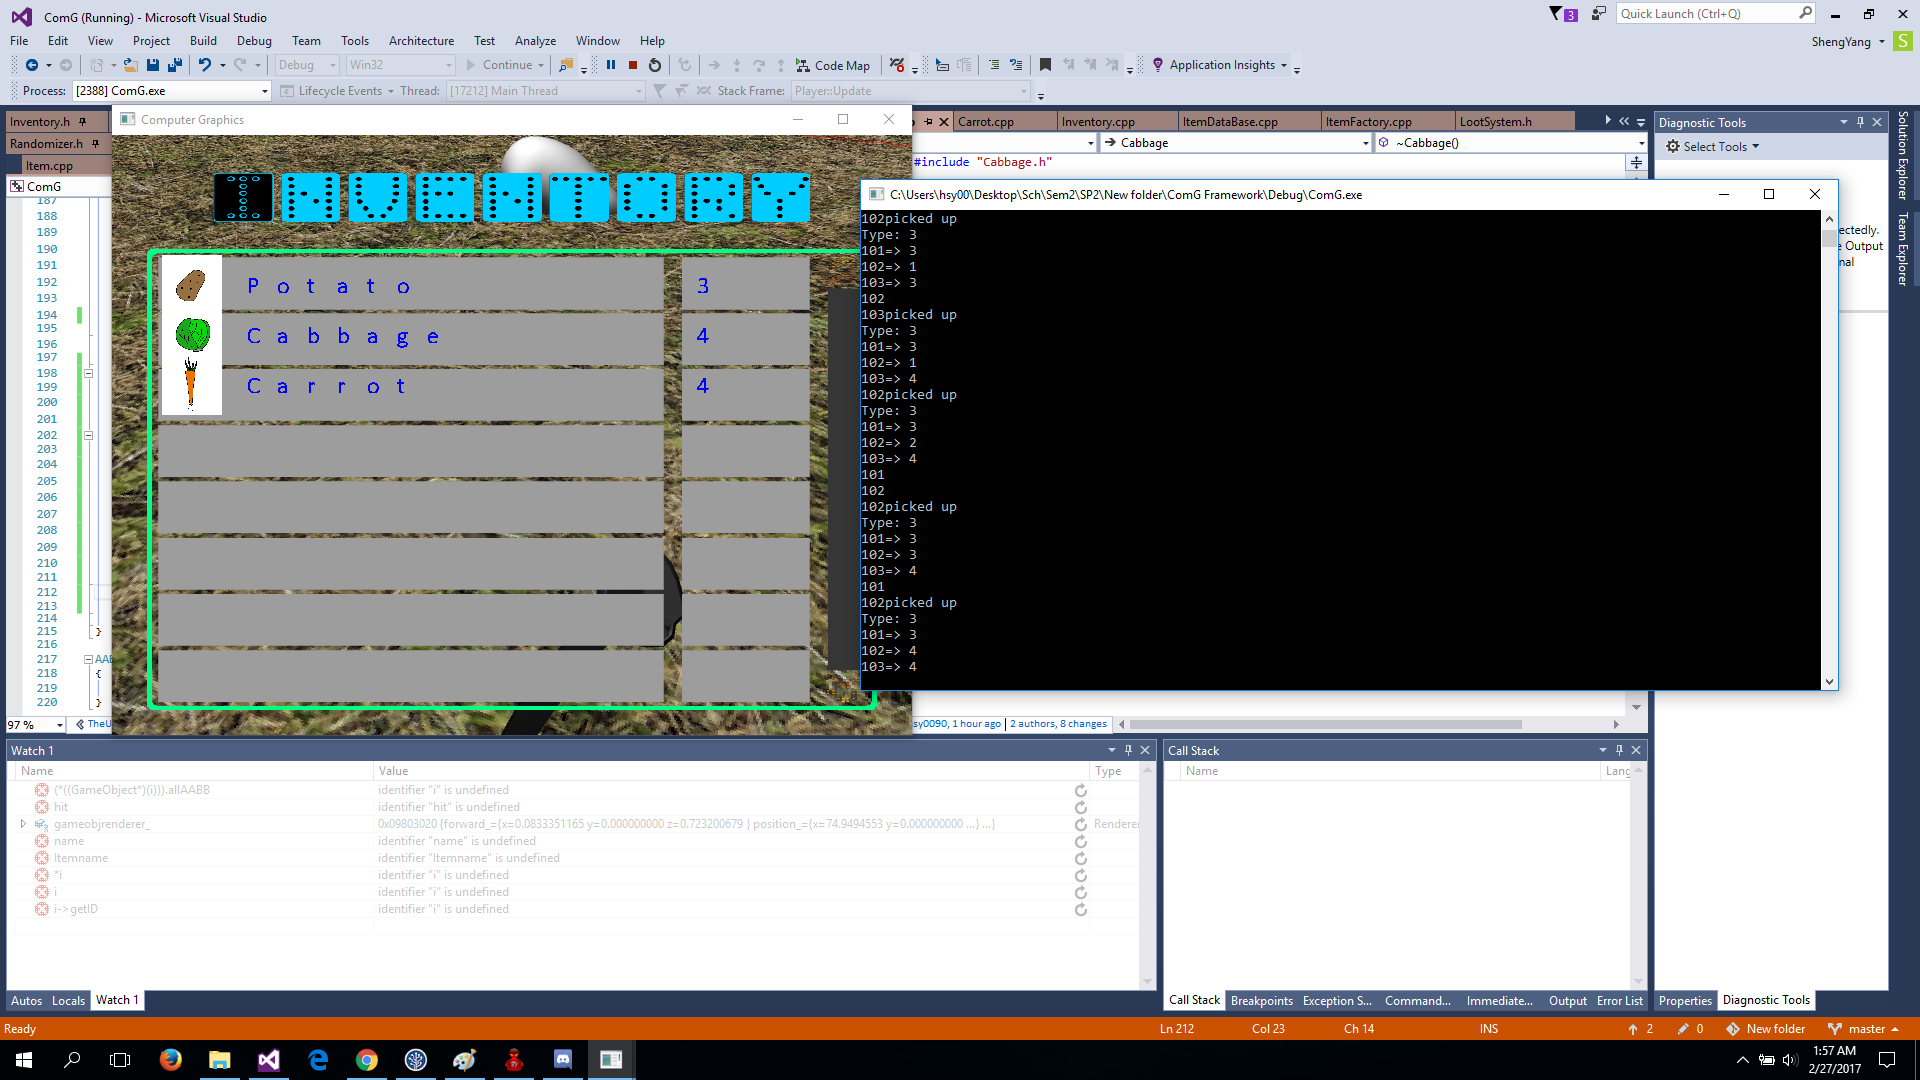 ComG (Running) - Microsoft Visual Studio
3
Quick Launch (Ctrl+Q)
File Edit View Project Build Debug Team Tools Architecture Test Analyze Window Help
ShengYang S
Debug Win32 Continue Code Map Application Insights
Process: [2388] ComG.exe Lifecycle Events Thread: [17212] Main Thread Stack Frame: Player::Update
Inventory.h
Randomizer.h
Item.cpp
ComG
Computer Graphics
Carrot.cpp Inventory.cpp ItemDataBase.cpp ItemFactory.cpp LootSystem.h
Cabbage ~Cabbage()
#include "Cabbage.h"
Diagnostic Tools
Select Tools
Solution Explorer
Team Explorer
ectedly.
e Output
nal
INVENTORY
Potato 3
Cabbage 4
Carrot 4
187
188
189
190
191
192
193
194
195
196
197
198
199
200
201
202
203
204
205
206
207
208
209
210
211
212
213
214
215 }
216
217 AAB
218 {
219
220 }
97 %
TheU
C:\Users\hsy00\Desktop\Sch\Sem2\SP2\New folder\ComG Framework\Debug\ComG.exe
102picked up
Type: 3
101=> 3
102=> 1
103=> 3
102
103picked up
Type: 3
101=> 3
102=> 1
103=> 4
102picked up
Type: 3
101=> 3
102=> 2
103=> 4
101
102
102picked up
Type: 3
101=> 3
102=> 3
103=> 4
101
102picked up
Type: 3
101=> 3
102=> 4
103=> 4
sy0090, 1 hour ago | 2 authors, 8 changes
Watch 1
Name Value Type
(*((GameObject*)(i))).allAABB identifier "i" is undefined
hit identifier "hit" is undefined
gameobjrenderer_ 0x09803020 {forward_={x=0.0833351165 y=0.000000000 z=0.723200679 } position_={x=74.9494553 y=0.000000000 ...} ...} Renderer
name identifier "name" is undefined
Itemname identifier "Itemname" is undefined
*i identifier "i" is undefined
i identifier "i" is undefined
i->getID identifier "i" is undefined
Autos Locals Watch 1
Call Stack
Name Lang
Call Stack Breakpoints Exception S... Command... Immediate... Output Error List
Properties Diagnostic Tools
Ready Ln 212 Col 23 Ch 14 INS 2 0 New folder master
1:57 AM
2/27/2017